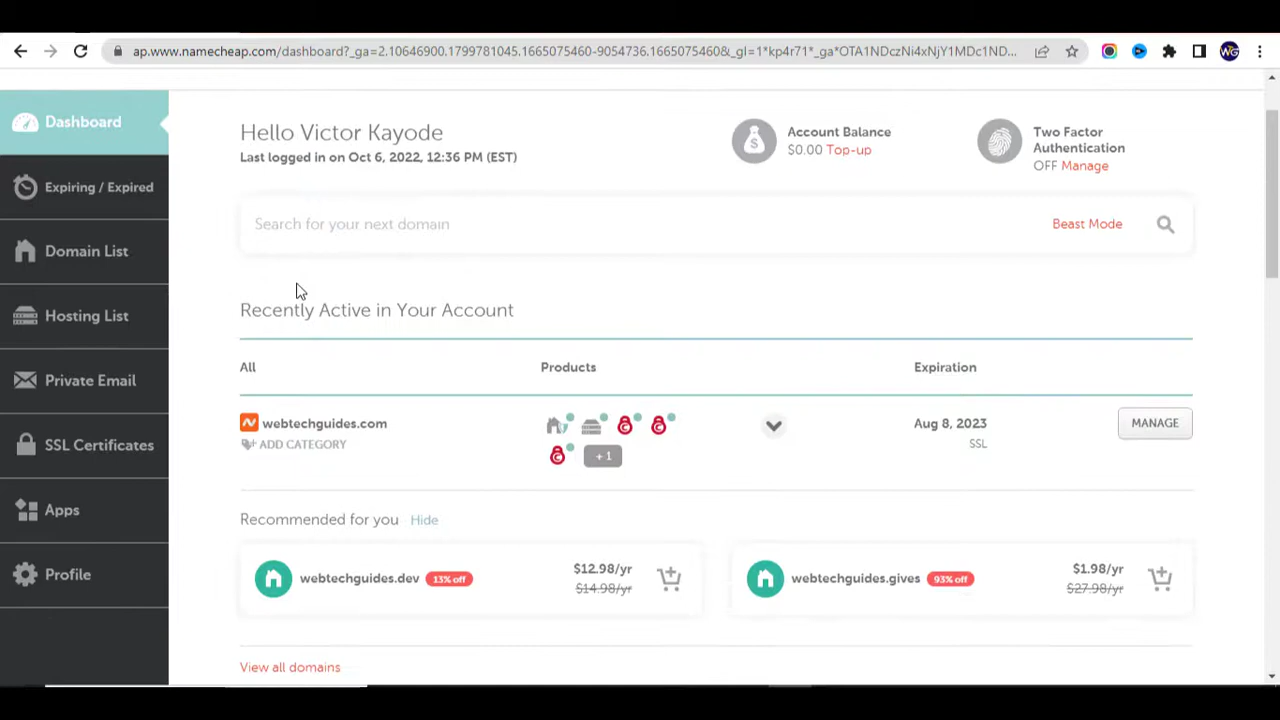 ap.www.namecheap.com/dashboard?_ga=2.10646900.1799781045.1665075460-9054736.1665075460&_gl=1*kp4r71*_ga*OTA1NDczNi4xNjY1MDc1ND...
WG
Dashboard
Expiring / Expired
Domain List
Hosting List
Private Email
SSL Certificates
Apps
Profile
Hello Victor Kayode
Last logged in on Oct 6, 2022, 12:36 PM (EST)
Account Balance
$0.00 Top-up
Two Factor
Authentication
OFF Manage
Search for your next domain
Beast Mode
Recently Active in Your Account
All Products Expiration
webtechguides.com
ADD CATEGORY
+ 1
Aug 8, 2023
SSL
MANAGE
Recommended for you Hide
webtechguides.dev 13% off
$12.98/yr
$14.98/yr
webtechguides.gives 93% off
$1.98/yr
$27.98/yr
View all domains